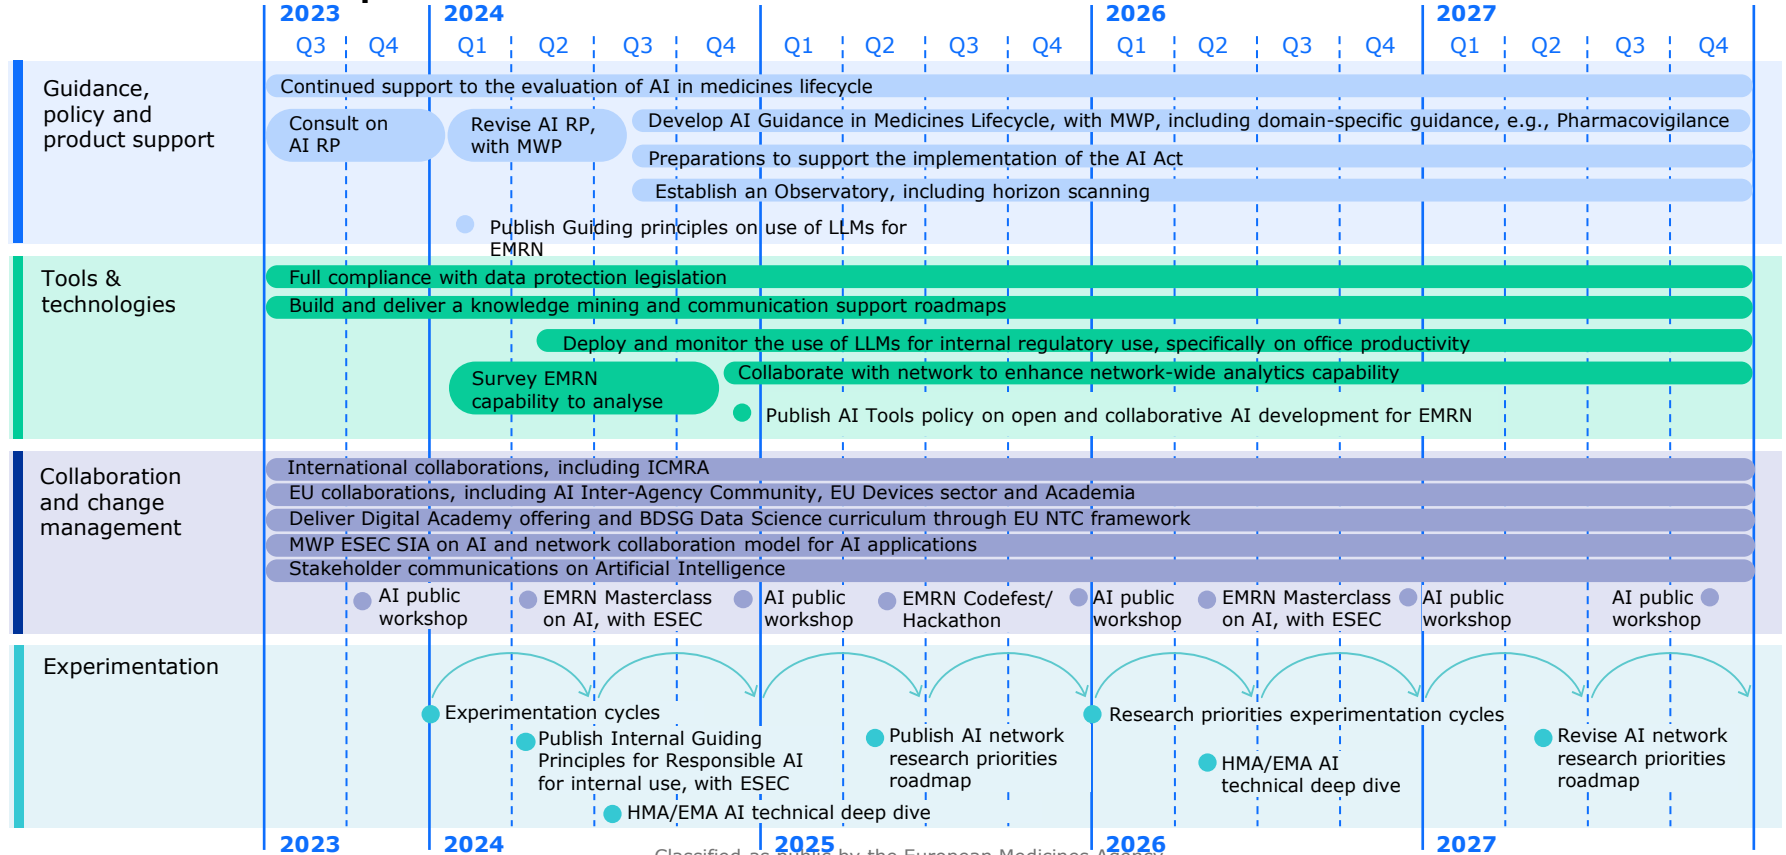 2023 2024 2026 2027
Q3 Q4 Q1 Q2 Q3 Q4 Q1 Q2 Q3 Q4 Q1 Q2 Q3 Q4 Q1 Q2 Q3 Q4
Guidance,
policy and
product support
Continued support to the evaluation of AI in medicines lifecycle
Consult on
AI RP
Revise AI RP,
with MWP
Develop AI Guidance in Medicines Lifecycle, with MWP, including domain-specific guidance, e.g., Pharmacovigilance
Preparations to support the implementation of the AI Act
Establish an Observatory, including horizon scanning
Publish Guiding principles on use of LLMs for
EMRN
Tools &
technologies
Full compliance with data protection legislation
Build and deliver a knowledge mining and communication support roadmaps
Deploy and monitor the use of LLMs for internal regulatory use, specifically on office productivity
Survey EMRN
capability to analyse
Collaborate with network to enhance network-wide analytics capability
Publish AI Tools policy on open and collaborative AI development for EMRN
Collaboration
and change
management
International collaborations, including ICMRA
EU collaborations, including AI Inter-Agency Community, EU Devices sector and Academia
Deliver Digital Academy offering and BDSG Data Science curriculum through EU NTC framework
MWP ESEC SIA on AI and network collaboration model for AI applications
Stakeholder communications on Artificial Intelligence
AI public
workshop
EMRN Masterclass
on AI, with ESEC
AI public
workshop
EMRN Codefest/
Hackathon
AI public
workshop
EMRN Masterclass
on AI, with ESEC
AI public
workshop
AI public
workshop
Experimentation
Experimentation cycles
Publish Internal Guiding
Principles for Responsible AI
for internal use, with ESEC
HMA/EMA AI technical deep dive
Publish AI network
research priorities
roadmap
Research priorities experimentation cycles
HMA/EMA AI
technical deep dive
Revise AI network
research priorities
roadmap
2023 2024 2025 2026 2027
Classified as public by the European Medicines Agency